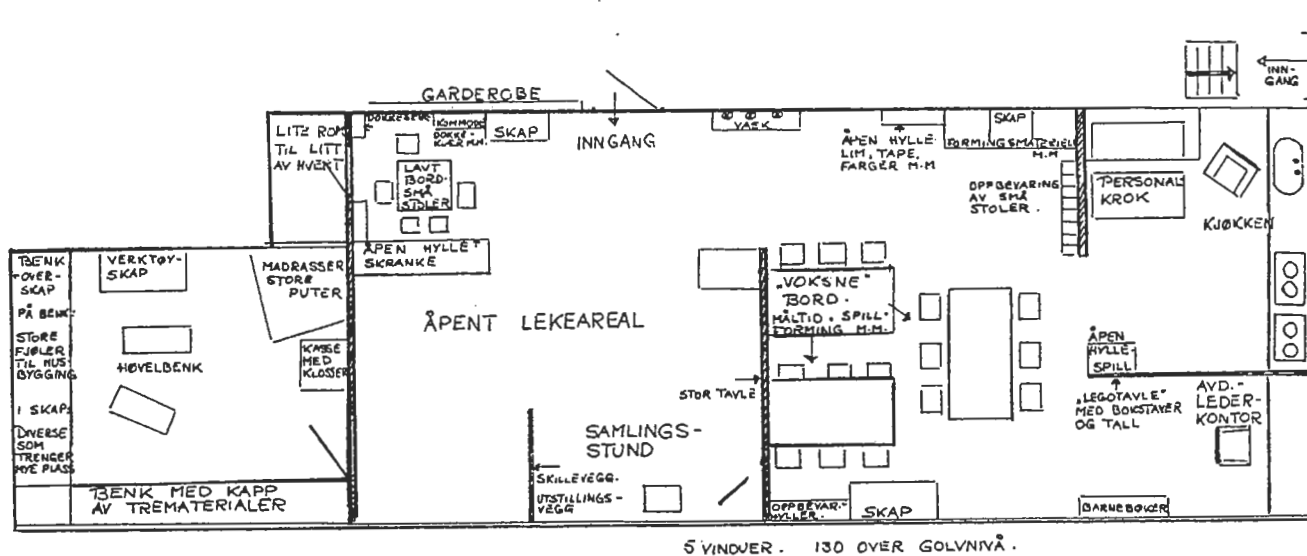 INN-
GANG
GARDEROBE
LITE ROM
TIL LITT
AV HVERT
KOMMODE
SKAP
INNGANG
VASK
ÅPEN HYLLE
LIM, TAPE,
FARGER M.M
SKAP
FORMINGSMATERIELL
M.M
LAVT
BORD-
SMÅ
STOLER
OPPBEVARING
AV SMÅ
STOLER.
PERSONAL
KROK
KJØKKEN
ÅPEN HYLLE
SKRANKE
BENK
-OVER-
SKAP
PÅ BENK:
STORE
FJØLER
TIL HUS-
BYGGING
I SKAP:
DIVERSE
SOM
TRENGER
MYE PLASS
VERKTØY-
SKAP
MADRASSER
STORE
PUTER
HØVELBENK
KASSE
MED
KLOSSER
ÅPENT LEKEAREAL
"VOKSNE"
BORD.
MÅLTID. SPILL
FORMING M.M.
STOR TAVLE
ÅPEN
HYLLE-
SPILL
"LEGOTAVLE"
MED BOKSTAVER
OG TALL
AVD.-
LEDER-
KONTOR
SAMLINGS-
STUND
SKILLEVEGG.
UTSTILLINGS-
VEGG
BENK MED KAPP
AV TREMATERIALER
OPPBEVAR.-
HYLLER.
SKAP
BARNEBØKER
5 VINDUER. 130 OVER GOLVNIVÅ.